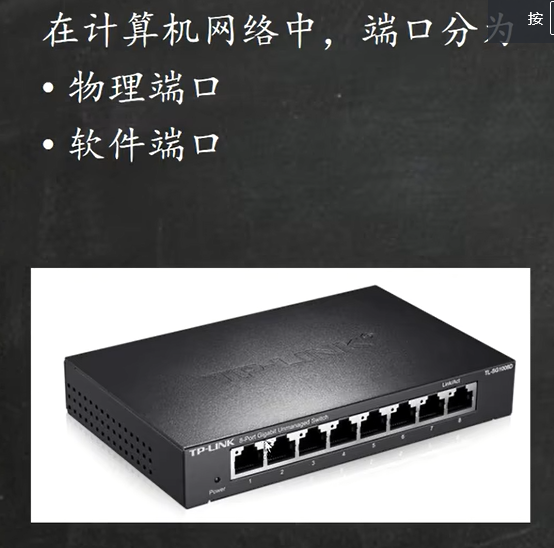 在计算机网络中，端口分为
按
• 物理端口
• 软件端口
TP-LINK
TL-SG1008D
Link/Act
TP-LINK 8-Port Gigabit Unmanaged Switch
Power
1 2 3 4 5 6 7 8